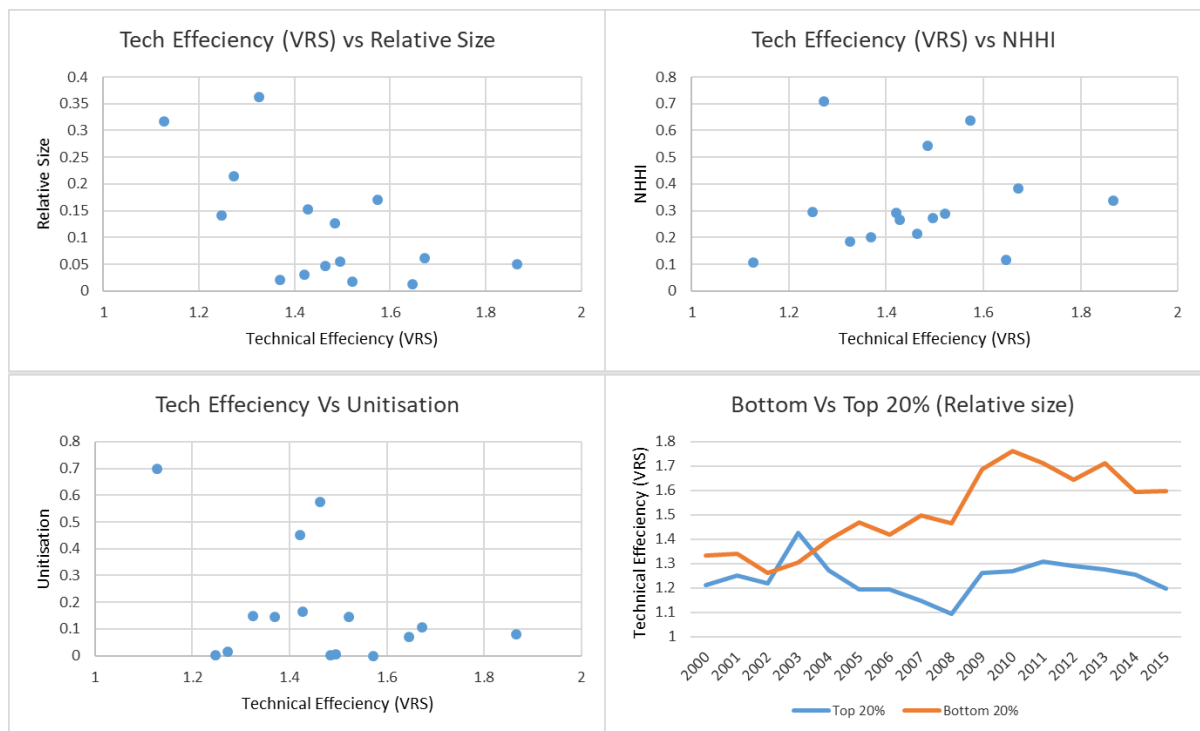 Tech Effeciency (VRS) vs Relative Size
0.4
0.35
0.3
0.25
0.2
0.15
0.1
0.05
0
Relative Size
1 1.2 1.4 1.6 1.8 2
Technical Effeciency (VRS)
Tech Effeciency (VRS) vs NHHI
0.8
0.7
0.6
0.5
0.4
0.3
0.2
0.1
0
NHHI
1 1.2 1.4 1.6 1.8 2
Technical Effeciency (VRS)
Tech Effeciency Vs Unitisation
0.8
0.7
0.6
0.5
0.4
0.3
0.2
0.1
0
Unitisation
1 1.2 1.4 1.6 1.8 2
Technical Effeciency (VRS)
Bottom Vs Top 20% (Relative size)
1.8
1.7
1.6
1.5
1.4
1.3
1.2
1.1
1
Technical Effeciency (VRS)
2000 2001 2002 2003 2004 2005 2006 2007 2008 2009 2010 2011 2012 2013 2014 2015
Top 20% Bottom 20%